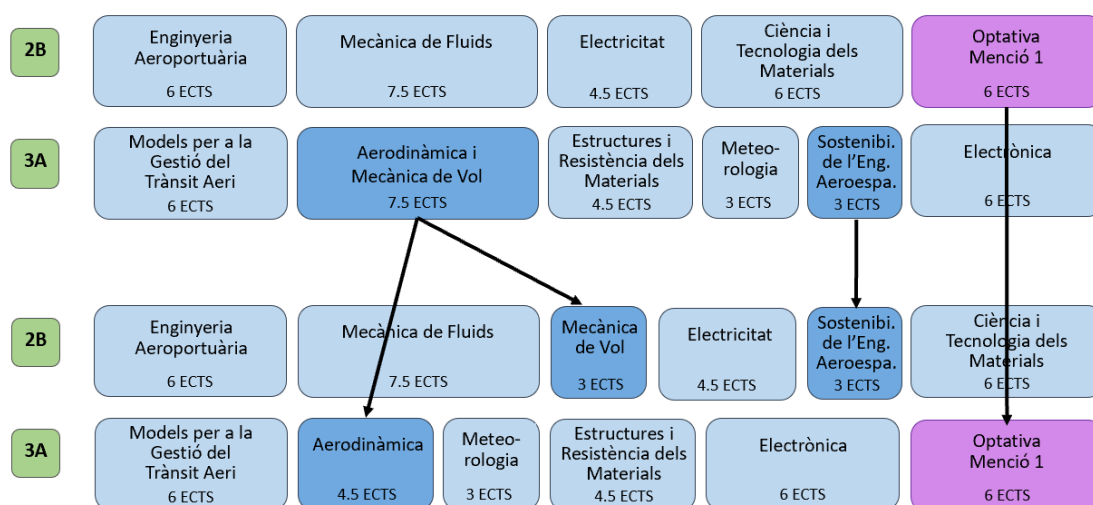 2B
Enginyeria
Aeroportuària
6 ECTS
Mecànica de Fluids
7.5 ECTS
Electricitat
4.5 ECTS
Ciència i
Tecnologia dels
Materials
6 ECTS
Optativa
Menció 1
6 ECTS
3A
Models per a la
Gestió del
Trànsit Aeri
6 ECTS
Aerodinàmica i
Mecànica de Vol
7.5 ECTS
Estructures i
Resistència dels
Materials
4.5 ECTS
Meteo-
rologia
3 ECTS
Sostenibi.
de l’Eng.
Aeroespa.
3 ECTS
Electrònica
6 ECTS
2B
Enginyeria
Aeroportuària
6 ECTS
Mecànica de Fluids
7.5 ECTS
Mecànica
de Vol
3 ECTS
Electricitat
4.5 ECTS
Sostenibi.
de l’Eng.
Aeroespa.
3 ECTS
Ciència i
Tecnologia dels
Materials
6 ECTS
3A
Models per a la
Gestió del
Trànsit Aeri
6 ECTS
Aerodinàmica
4.5 ECTS
Meteo-
rologia
3 ECTS
Estructures i
Resistència dels
Materials
4.5 ECTS
Electrònica
6 ECTS
Optativa
Menció 1
6 ECTS